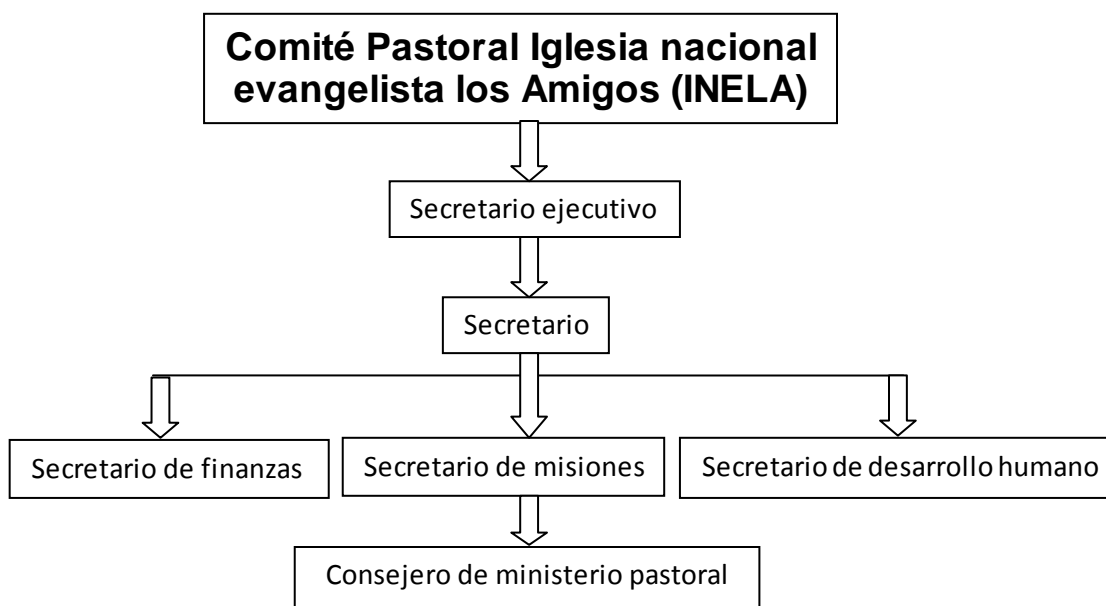 Comité Pastoral Iglesia nacional
evangelista los Amigos (INELA)
Secretario ejecutivo
Secretario
Secretario de finanzas
Secretario de misiones
Secretario de desarrollo humano
Consejero de ministerio pastoral